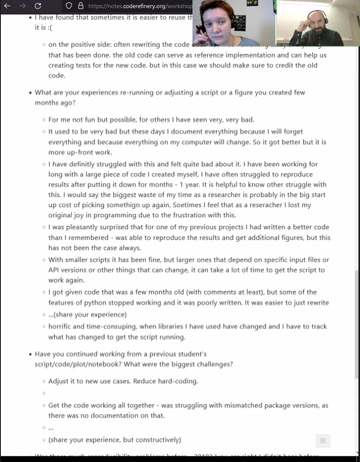 https://notes.coderefinery.org/worksho
I have found that sometimes it is easier to reuse th
it is :(
on the positive side: often rewriting the code
that has been done. the old code can serve as reference implementation and can help us
creating tests for the new code. but in this case we should make sure to credit the old
code.
What are your experiences re-running or adjusting a script or a figure you created few
months ago?
For me not fun but possible, for others I have seen very, very bad.
It used to be very bad but these days I document everything because I will forget
everything and because everything on my computer will change. So it got better but it is
more up-front work.
I have definitly struggled with this and felt quite bad about it. I have been working for
long with a large piece of code I created myself, I have often struggled to reproduce
results after putting it down for months - 1 year. It is helpful to know other struggle with
this. i would say the biggest waste of my time as a reseearcher is probably in the big start
up cost of picking somethign up again. Soetimes I feel that as a reseracher I lost my
original joy in programming due to the frustration with this.
I was pleasantly surprised that for one of my previous projects I had written a better code
than I remembered - was able to reproduce the results and get additional figures, but this
has not been the case always.
With smaller scripts it has been fine, but larger ones that depend on specific input files or
API versions or other things that can change, it can take a lot of time to get the script to
work again.
I got given code that was a few months old (with comments at least), but some of the
features of python stopped working and it was poorly written. It was easier to just rewrite
...(share your experience)
horrific and time-consuping, when libraries I have used have changed and I have to track
what has changed to get the script running.
Have you continued working from a previous student's
script/code/plot/notebook? What were the biggest challenges?
Adjust it to new use cases. Reduce hard-coding.
Get the code working all together - was struggling with mismatched package versions, as
there was no documentation on that.
...
(share your experience, but constructively)